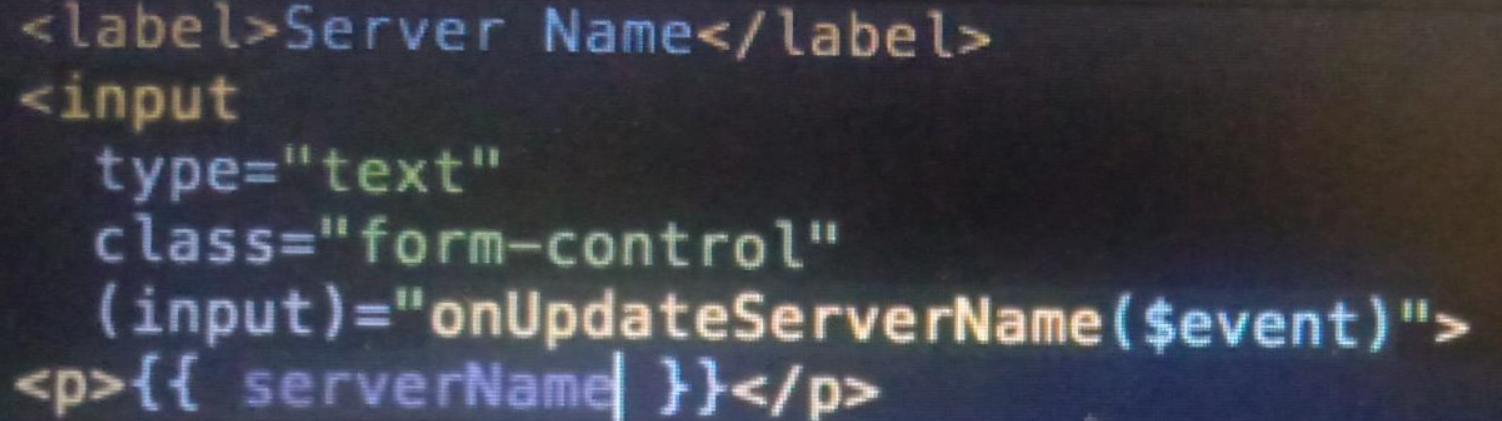 <label>Server Name</label>
<input
type="text"
class="form-control"
(input)="onUpdateServerName($event)">
<p>{{ serverName }}</p>